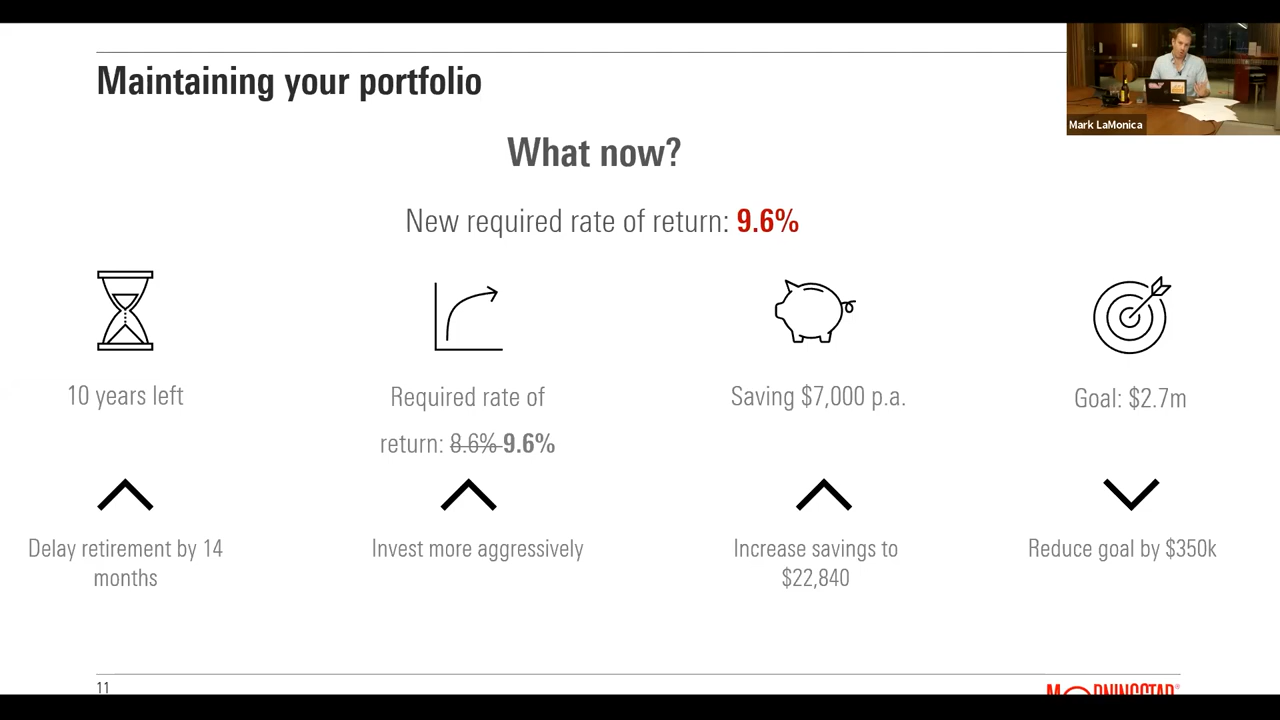 Maintaining your portfolio
Mark LaMonica
What now?
New required rate of return: 9.6%
10 years left
Required rate of
return: 8.6% 9.6%
Saving $7,000 p.a.
Goal: $2.7m
Delay retirement by 14
months
Invest more aggressively
Increase savings to
$22,840
Reduce goal by $350k
11
MORNINGSTAR®